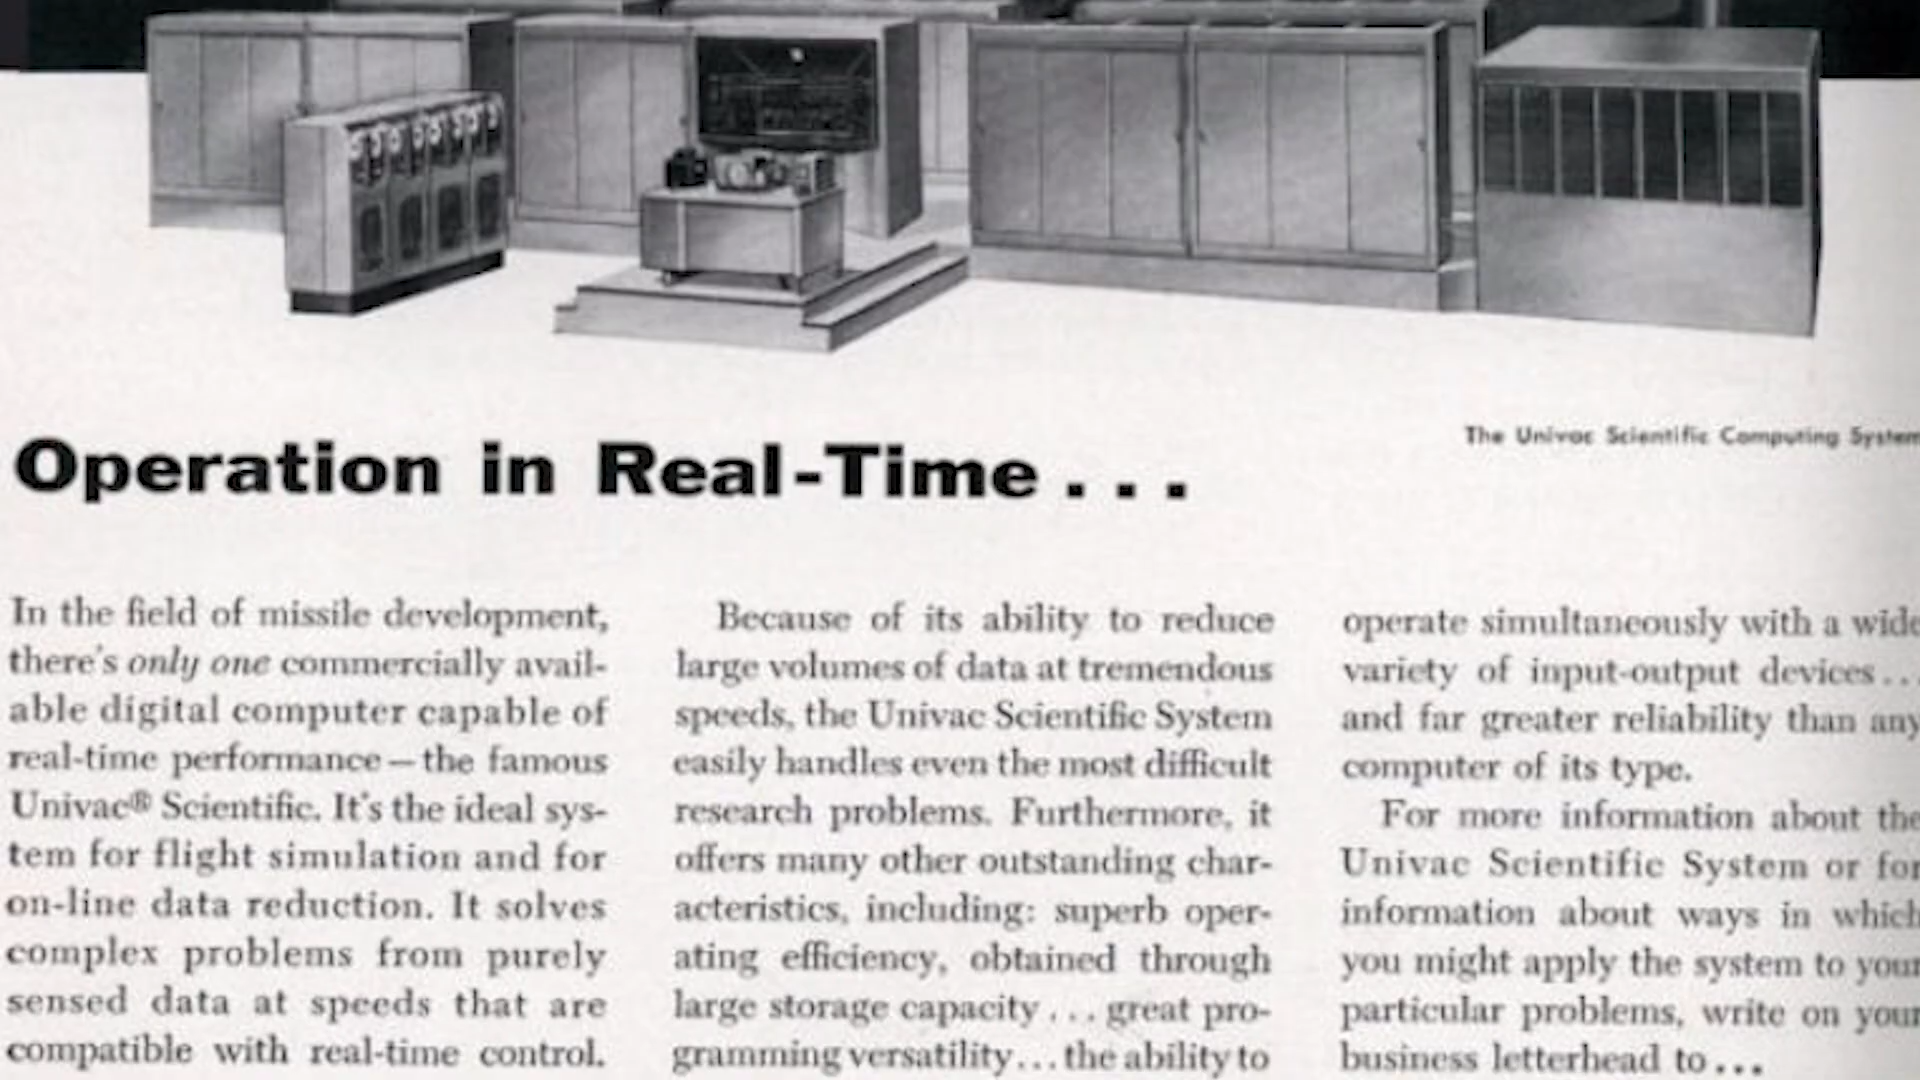 The Univac Scientific Computing System
Operation in Real-Time . . .
In the field of missile development,
there's only one commercially avail-
able digital computer capable of
real-time performance—the famous
Univac® Scientific. It's the ideal sys-
tem for flight simulation and for
on-line data reduction. It solves
complex problems from purely
sensed data at speeds that are
compatible with real-time control.
Because of its ability to reduce
large volumes of data at tremendous
speeds, the Univac Scientific System
easily handles even the most difficult
research problems. Furthermore, it
offers many other outstanding char-
acteristics, including: superb oper-
ating efficiency, obtained through
large storage capacity . . . great pro-
gramming versatility . . . the ability to
operate simultaneously with a wide
variety of input-output devices . . .
and far greater reliability than any
computer of its type.
For more information about the
Univac Scientific System or for
information about ways in which
you might apply the system to your
particular problems, write on your
business letterhead to . . .